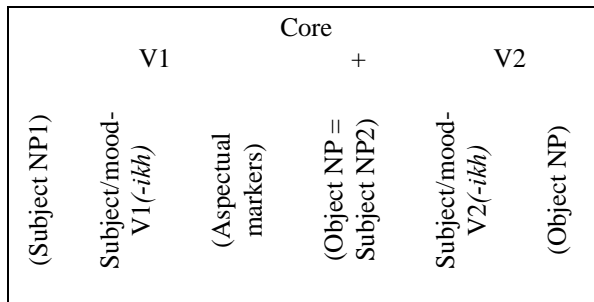 Core
V1 + V2
(Subject NP1)
Subject/mood-
V1(-ikh)
(Aspectual
markers)
(Object NP =
Subject NP2)
Subject/mood-
V2(-ikh)
(Object NP)